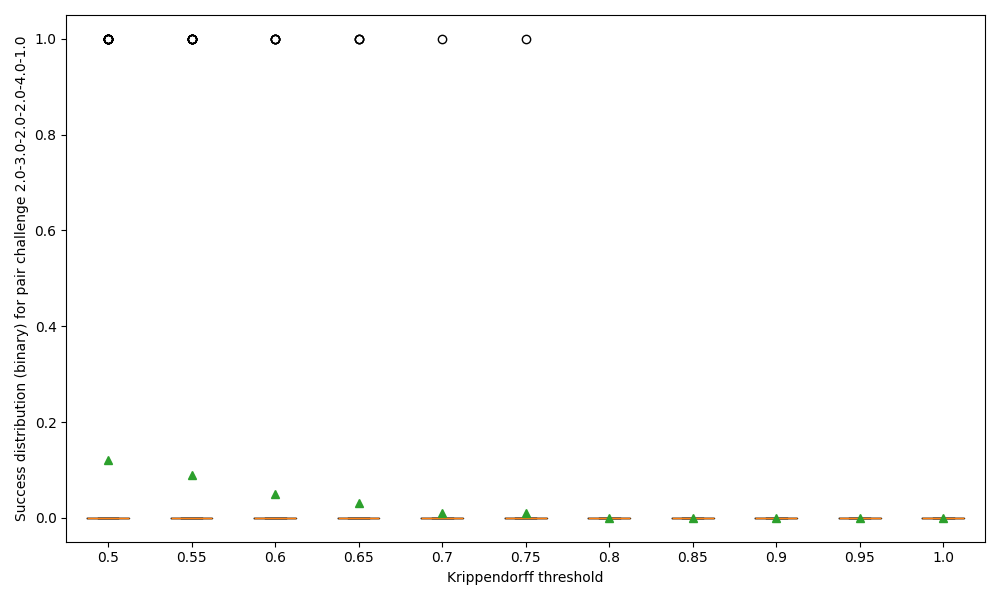 Success distribution (binary) for pair challenge 2.0-3.0-2.0-2.0-4.0-1.0
1.0
0.8
0.6
0.4
0.2
0.0
0.5 0.55 0.6 0.65 0.7 0.75 0.8 0.85 0.9 0.95 1.0
Krippendorff threshold